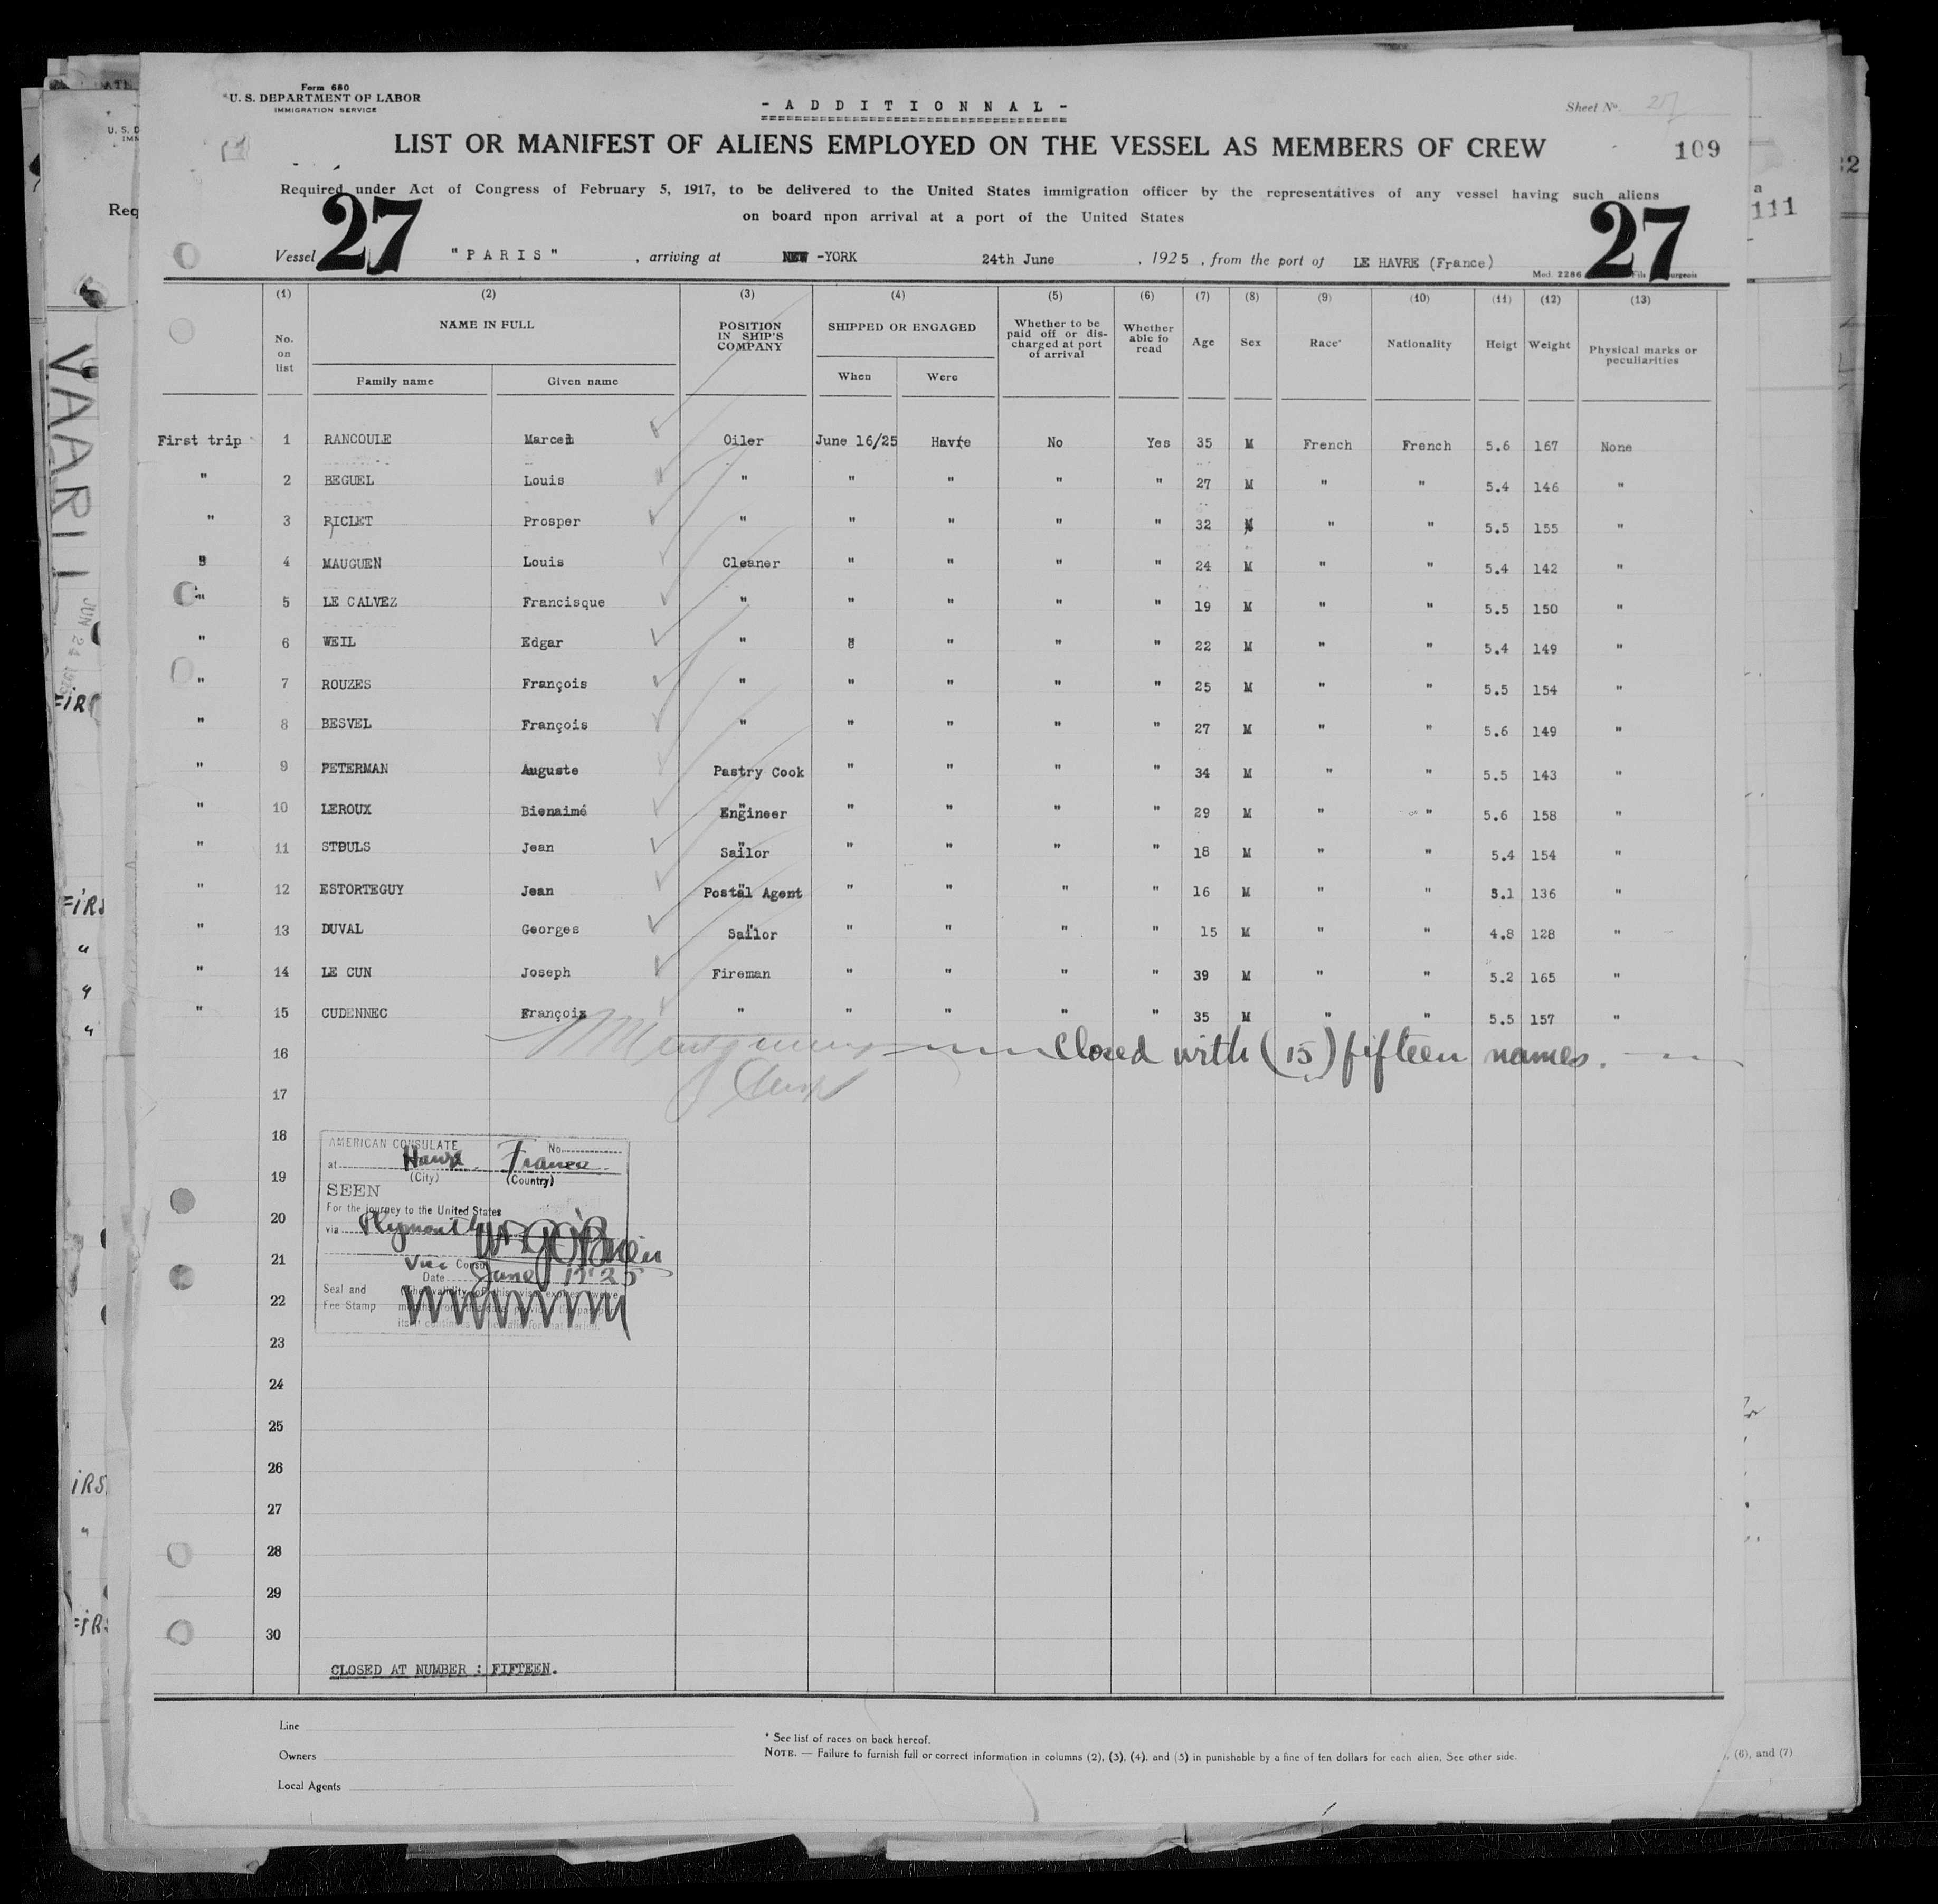 Form 680
U. S. DEPARTMENT OF LABOR
IMMIGRATION SERVICE
- A D D I T I O N N A L -
Sheet No. 27
LIST OR MANIFEST OF ALIENS EMPLOYED ON THE VESSEL AS MEMBERS OF CREW
109
Required under Act of Congress of February 5, 1917, to be delivered to the United States immigration officer by the representatives of any vessel having such aliens
on board npon arrival at a port of the United States
27
27
Vessel "PARIS" , arriving at NEW-YORK 24th June , 1925 , from the port of LE HAVRE (France)
Mod. 2286
(1) (2) (3) (4) (5) (6) (7) (8) (9) (10) (11) (12) (13)
No. on list NAME IN FULL Family name Given name POSITION IN SHIP'S COMPANY SHIPPED OR ENGAGED When Were Whether to be paid off or discharged at port of arrival Whether able to read Age Sex Race* Nationality Heigt Weight Physical marks or peculiarities
First trip 1 RANCOULE Marcel Oiler June 16/25 Havre No Yes 35 M French French 5.6 167 None
" 2 BEGUEL Louis " " " " " 27 M " " 5.4 146 "
" 3 RICLET Prosper " " " " " 32 M " " 5.5 155 "
" 4 MAUGUEN Louis Cleaner " " " " 24 M " " 5.4 142 "
" 5 LE CALVEZ Francisque " " " " " 19 M " " 5.5 150 "
" 6 WEIL Edgar " " " " " 22 M " " 5.4 149 "
" 7 ROUZES François " " " " " 25 M " " 5.5 154 "
" 8 BESVEL François " " " " " 27 M " " 5.6 149 "
" 9 PETERMAN Auguste Pastry Cook " " " " 34 M " " 5.5 143 "
" 10 LEROUX Bienaimé Engineer " " " " 29 M " " 5.6 158 "
" 11 STOULS Jean Sailor " " " " 18 M " " 5.4 154 "
" 12 ESTORTEGUY Jean Postal Agent " " " " 16 M " " 5.1 136 "
" 13 DUVAL Georges Sailor " " " " 15 M " " 4.8 128 "
" 14 LE CUN Joseph Fireman " " " " 39 M " " 5.2 165 "
" 15 CUDENNEC François " " " " " 35 M " " 5.5 157 "
16 Closed with (15) fifteen names.
17
18
19
20
21
22
23
24
25
26
27
28
29
30
AMERICAN CONSULATE No.
at Havre France
(City) (Country)
SEEN
For the journey to the United States
via Plymouth
Vice Consul
Date June
Seal and
Fee Stamp
CLOSED AT NUMBER : FIFTEEN.
Line
Owners
Local Agents
* See list of races on back hereof.
NOTE. — Failure to furnish full or correct information in columns (2), (3), (4), and (5) in punishable by a fine of ten dollars for each alien. See other side.
, (6), and (7)
111
VAARII
JUN 24 1925